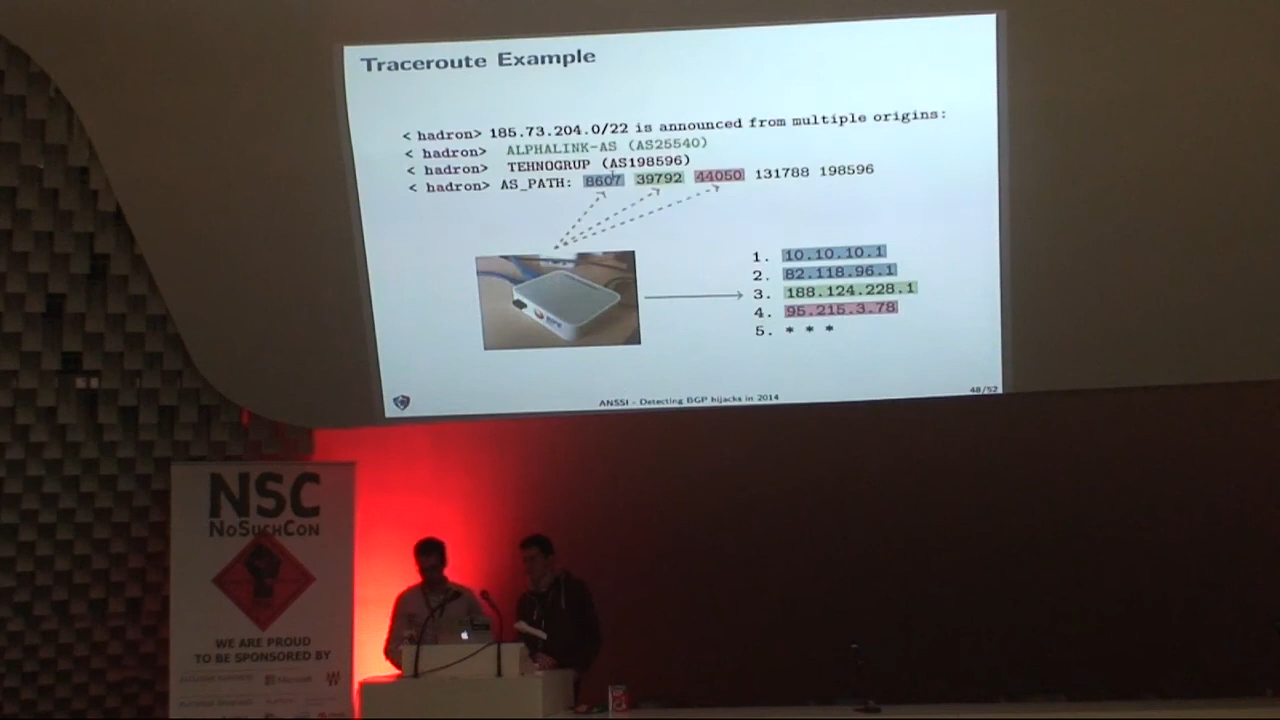 Traceroute Example
< hadron> 185.73.204.0/22 is announced from multiple origins:
< hadron> ALPHALINK-AS (AS25540)
< hadron> TEHNOGRUP (AS198596)
< hadron> AS_PATH: 8607 39792 44050 131788 198596
1. 10.10.10.1
2. 82.118.96.1
3. 188.124.228.1
4. 95.215.3.78
5. * * *
ANSSI - Detecting BGP hijacks in 2014
48/52
NSC
NoSuchCon
WE ARE PROUD
TO BE SPONSORED BY
Microsoft